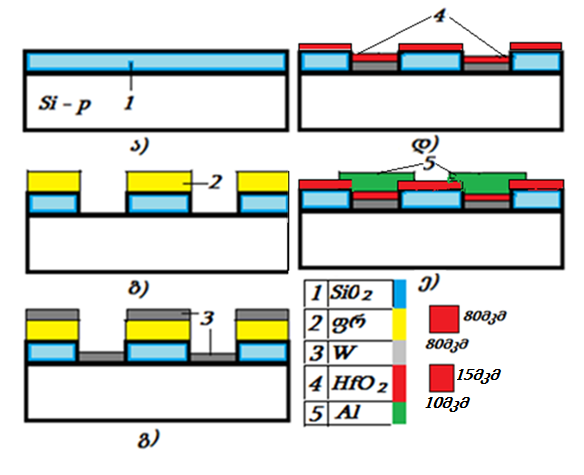 Si – p 1
ა)
2
ბ)
3
გ)
4
დ)
5
ე)
1 SiO₂
2 ფრ
3 W
4 HfO₂
5 Al
80მკმ
80მკმ
15მკმ
10მკმ